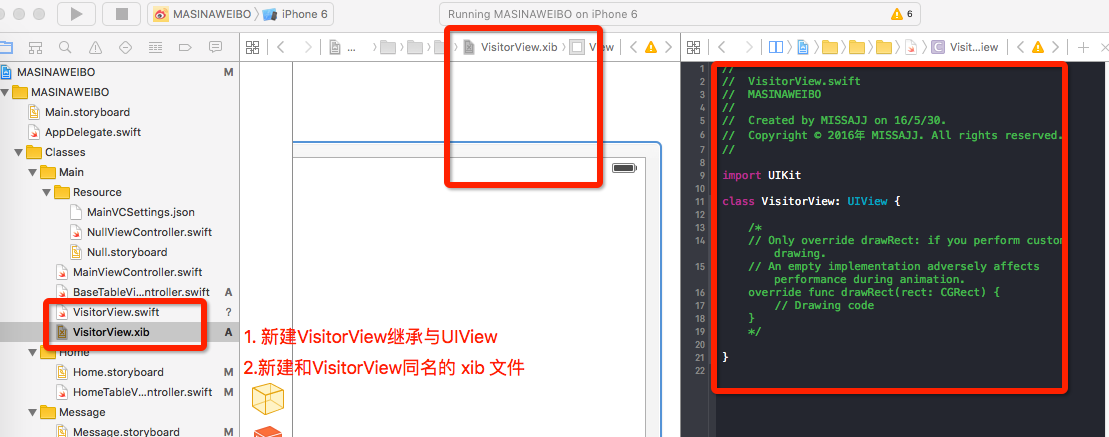 MASINAWEIBO
iPhone 6
Running MASINAWEIBO on iPhone 6
6
...
VisitorView.xib
View
Visit...iew
MASINAWEIBO M
MASINAWEIBO
Main.storyboard
AppDelegate.swift
Classes
Main
Resource
MainVCSettings.json
NullViewController.swift
Null.storyboard
MainViewController.swift
BaseTableVi...ntroller.swift A
VisitorView.swift ?
VisitorView.xib A
Home
Home.storyboard M
HomeTableV...ntroller.swift M
Message
Message.storyboard M
1. 新建VisitorView继承与UIView
2.新建和VisitorView同名的 xib 文件
1 //
2 //  VisitorView.swift
3 //  MASINAWEIBO
4 //
5 //  Created by MISSAJJ on 16/5/30.
6 //  Copyright © 2016年 MISSAJJ. All rights reserved.
7 //
8
9 import UIKit
10
11 class VisitorView: UIView {
12
13 /*
14 // Only override drawRect: if you perform custom
drawing.
15 // An empty implementation adversely affects
performance during animation.
16 override func drawRect(rect: CGRect) {
17 // Drawing code
18 }
19 */
20
21 }
22